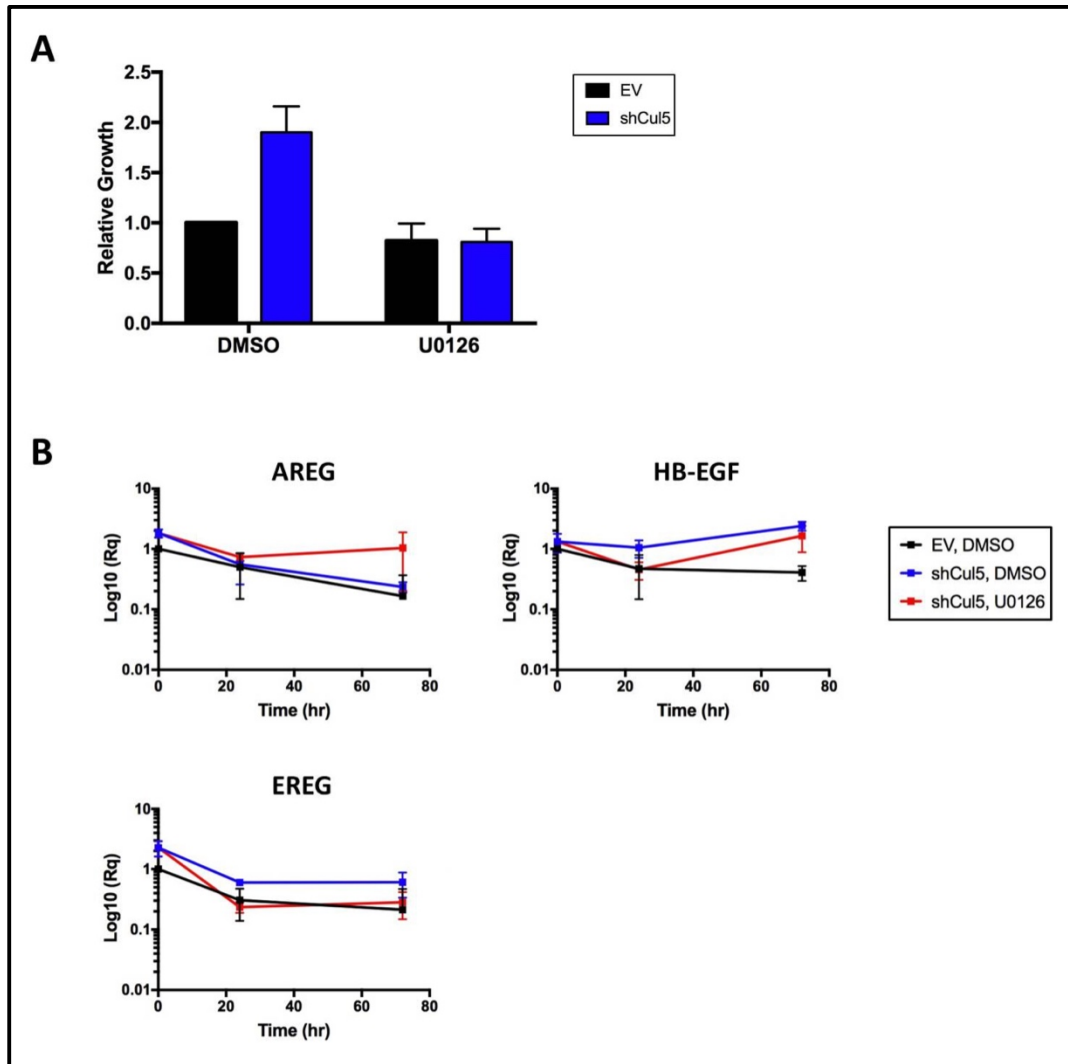 A
2.5
2.0
1.5
1.0
0.5
0.0
Relative Growth
DMSO
U0126
EV
shCul5
B
AREG
10
1
0.1
0.01
Log10 (Rq)
0
20
40
60
80
Time (hr)
HB-EGF
10
1
0.1
0.01
Log10 (Rq)
0
20
40
60
80
Time (hr)
EV, DMSO
shCul5, DMSO
shCul5, U0126
EREG
10
1
0.1
0.01
Log10 (Rq)
0
20
40
60
80
Time (hr)